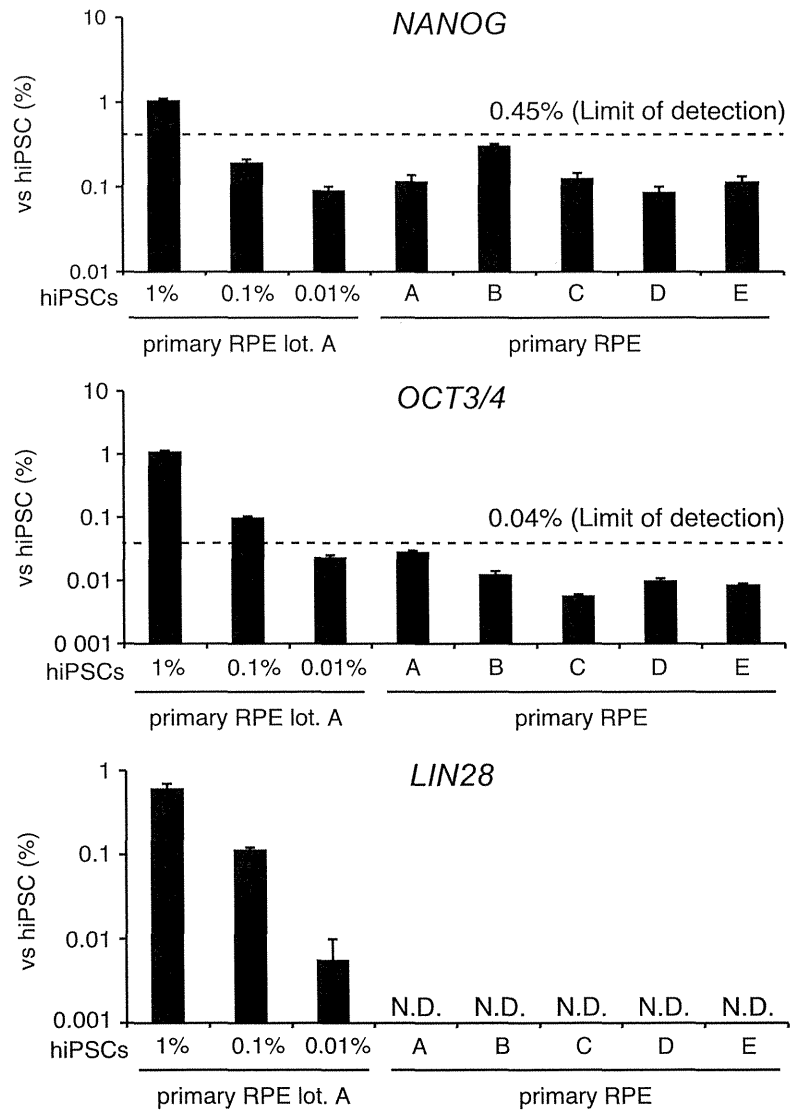 NANOG
10
1
0.1
0.01
vs hiPSC (%)
0.45% (Limit of detection)
hiPSCs 1% 0.1% 0.01% A B C D E
primary RPE lot. A primary RPE
OCT3/4
10
1
0.1
0.01
0 001
vs hiPSC (%)
0.04% (Limit of detection)
hiPSCs 1% 0.1% 0.01% A B C D E
primary RPE lot. A primary RPE
LIN28
1
0.1
0.01
0.001
vs hiPSC (%)
N.D. N.D. N.D. N.D. N.D.
hiPSCs 1% 0.1% 0.01% A B C D E
primary RPE lot. A primary RPE